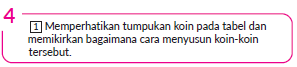 4
1 Memperhatikan tumpukan koin pada tabel dan
memikirkan bagaimana cara menyusun koin-koin
tersebut.